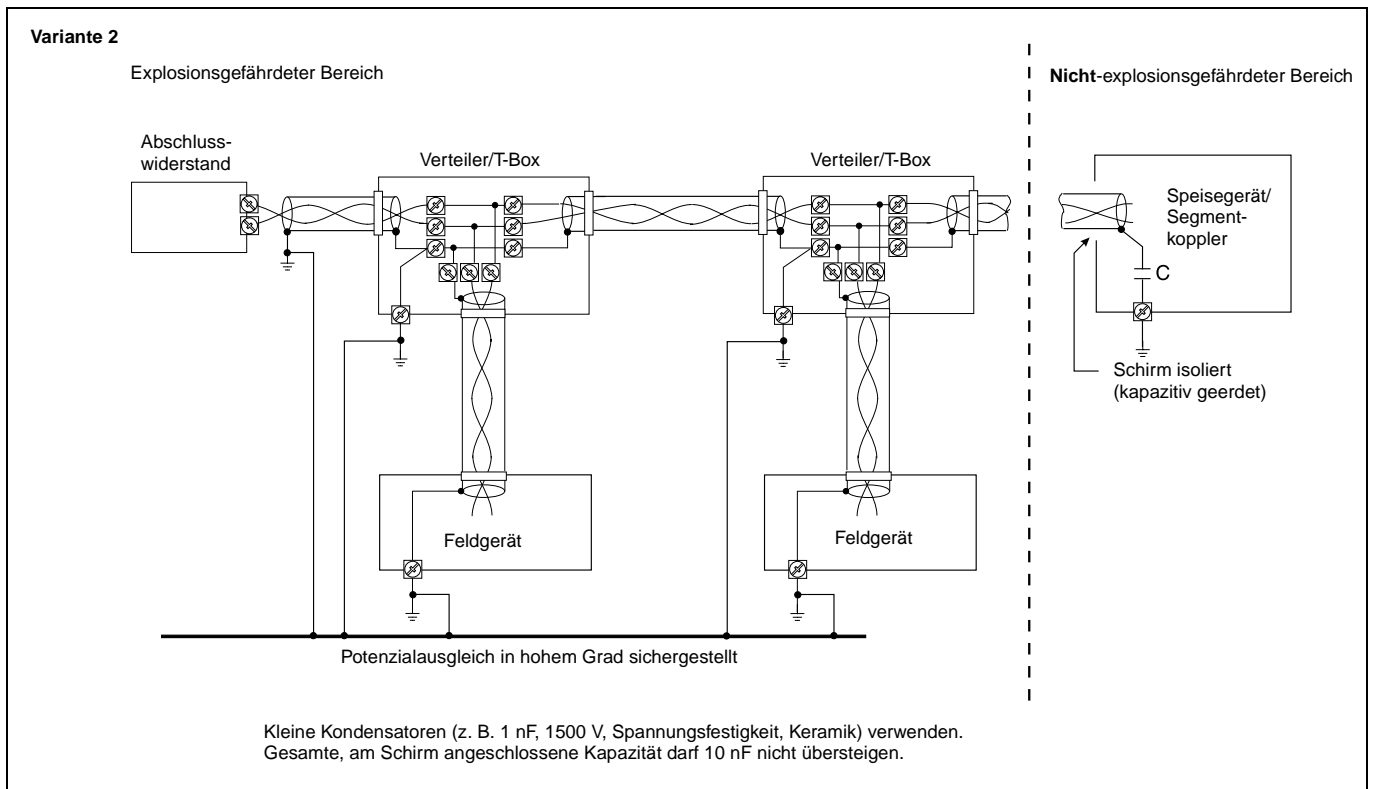 Variante 2
Explosionsgefährdeter Bereich
Nicht-explosionsgefährdeter Bereich
Abschluss-
widerstand
Verteiler/T-Box
Verteiler/T-Box
Speisegerät/
Segment-
koppler
C
Schirm isoliert
(kapazitiv geerdet)
Feldgerät
Feldgerät
Potenzialausgleich in hohem Grad sichergestellt
Kleine Kondensatoren (z. B. 1 nF, 1500 V, Spannungsfestigkeit, Keramik) verwenden.
Gesamte, am Schirm angeschlossene Kapazität darf 10 nF nicht übersteigen.